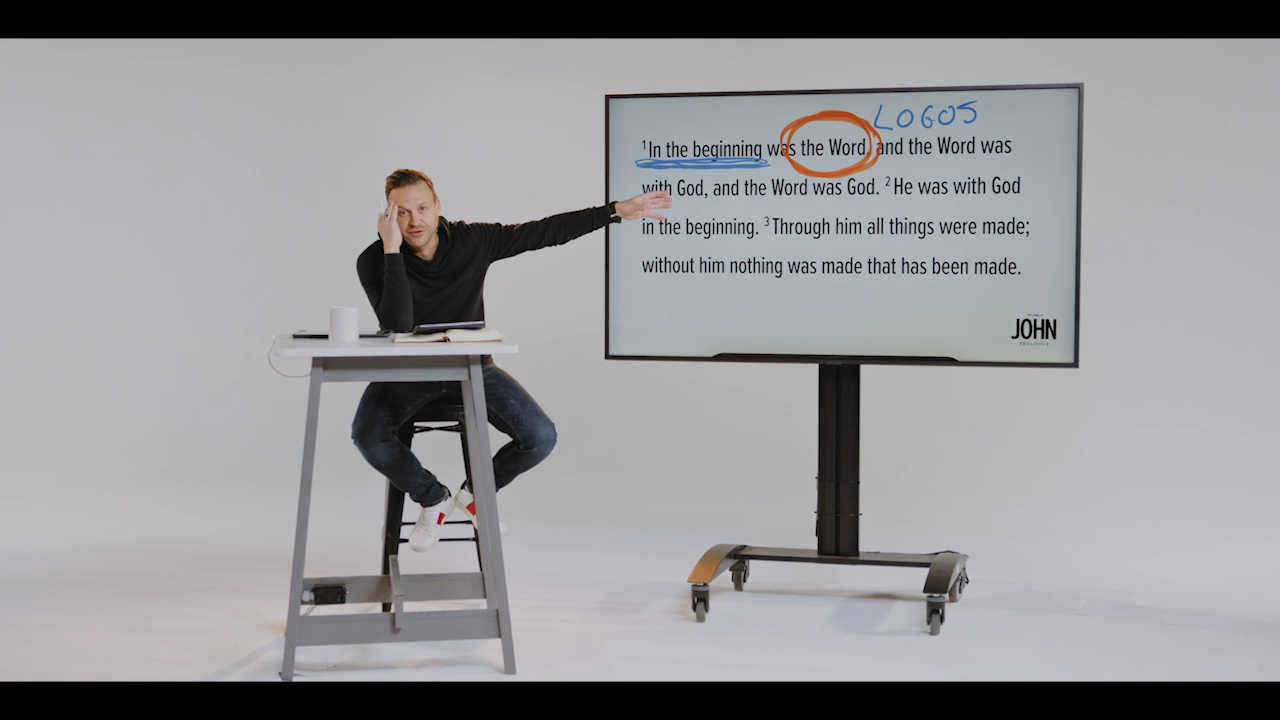 LOGOS
¹In the beginning was the Word, and the Word was
with God, and the Word was God. ²He was with God
in the beginning. ³Through him all things were made;
without him nothing was made that has been made.
JOHN
PROLOGUE